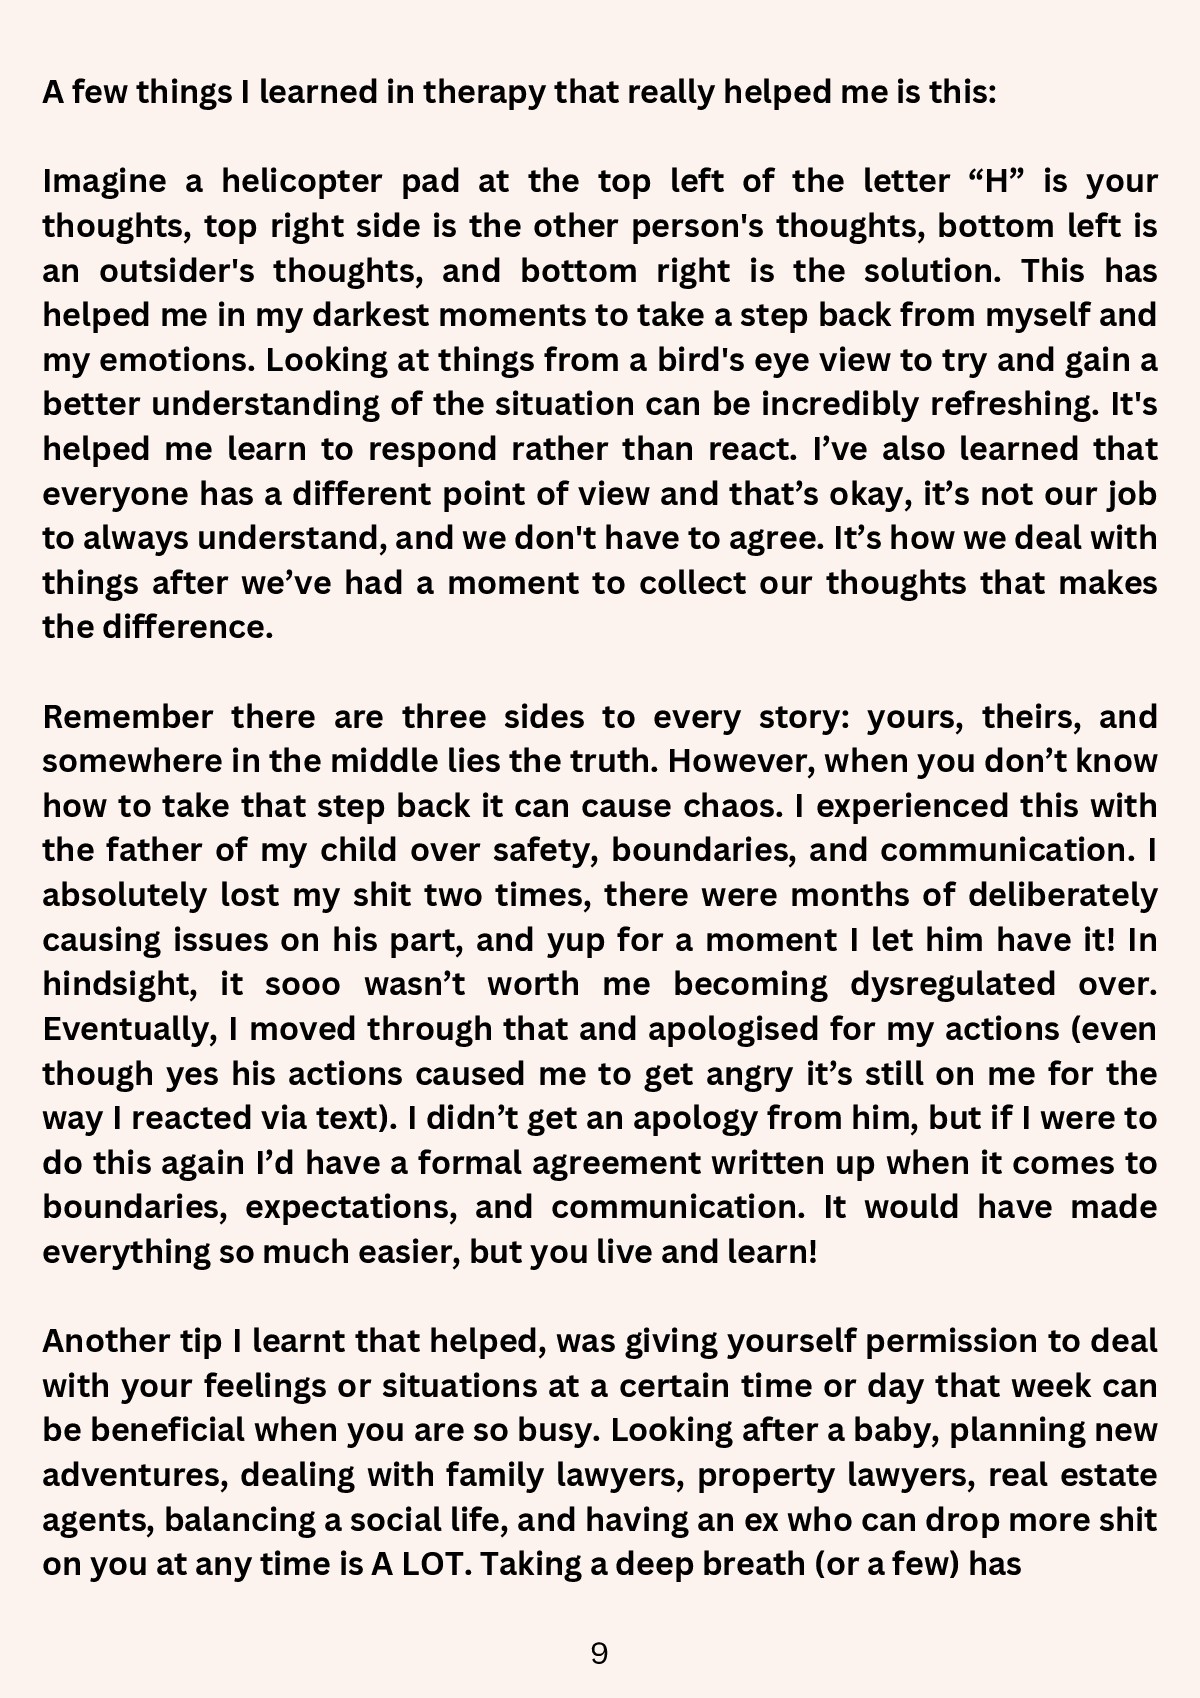 A few things I learned in therapy that really helped me is this:
Imagine a helicopter pad at the top left of the letter “H” is your
thoughts, top right side is the other person's thoughts, bottom left is
an outsider's thoughts, and bottom right is the solution. This has
helped me in my darkest moments to take a step back from myself and
my emotions. Looking at things from a bird's eye view to try and gain a
better understanding of the situation can be incredibly refreshing. It's
helped me learn to respond rather than react. I’ve also learned that
everyone has a different point of view and that’s okay, it’s not our job
to always understand, and we don't have to agree. It’s how we deal with
things after we’ve had a moment to collect our thoughts that makes
the difference.
Remember there are three sides to every story: yours, theirs, and
somewhere in the middle lies the truth. However, when you don’t know
how to take that step back it can cause chaos. I experienced this with
the father of my child over safety, boundaries, and communication. I
absolutely lost my shit two times, there were months of deliberately
causing issues on his part, and yup for a moment I let him have it! In
hindsight, it sooo wasn’t worth me becoming dysregulated over.
Eventually, I moved through that and apologised for my actions (even
though yes his actions caused me to get angry it’s still on me for the
way I reacted via text). I didn’t get an apology from him, but if I were to
do this again I’d have a formal agreement written up when it comes to
boundaries, expectations, and communication. It would have made
everything so much easier, but you live and learn!
Another tip I learnt that helped, was giving yourself permission to deal
with your feelings or situations at a certain time or day that week can
be beneficial when you are so busy. Looking after a baby, planning new
adventures, dealing with family lawyers, property lawyers, real estate
agents, balancing a social life, and having an ex who can drop more shit
on you at any time is A LOT. Taking a deep breath (or a few) has
9